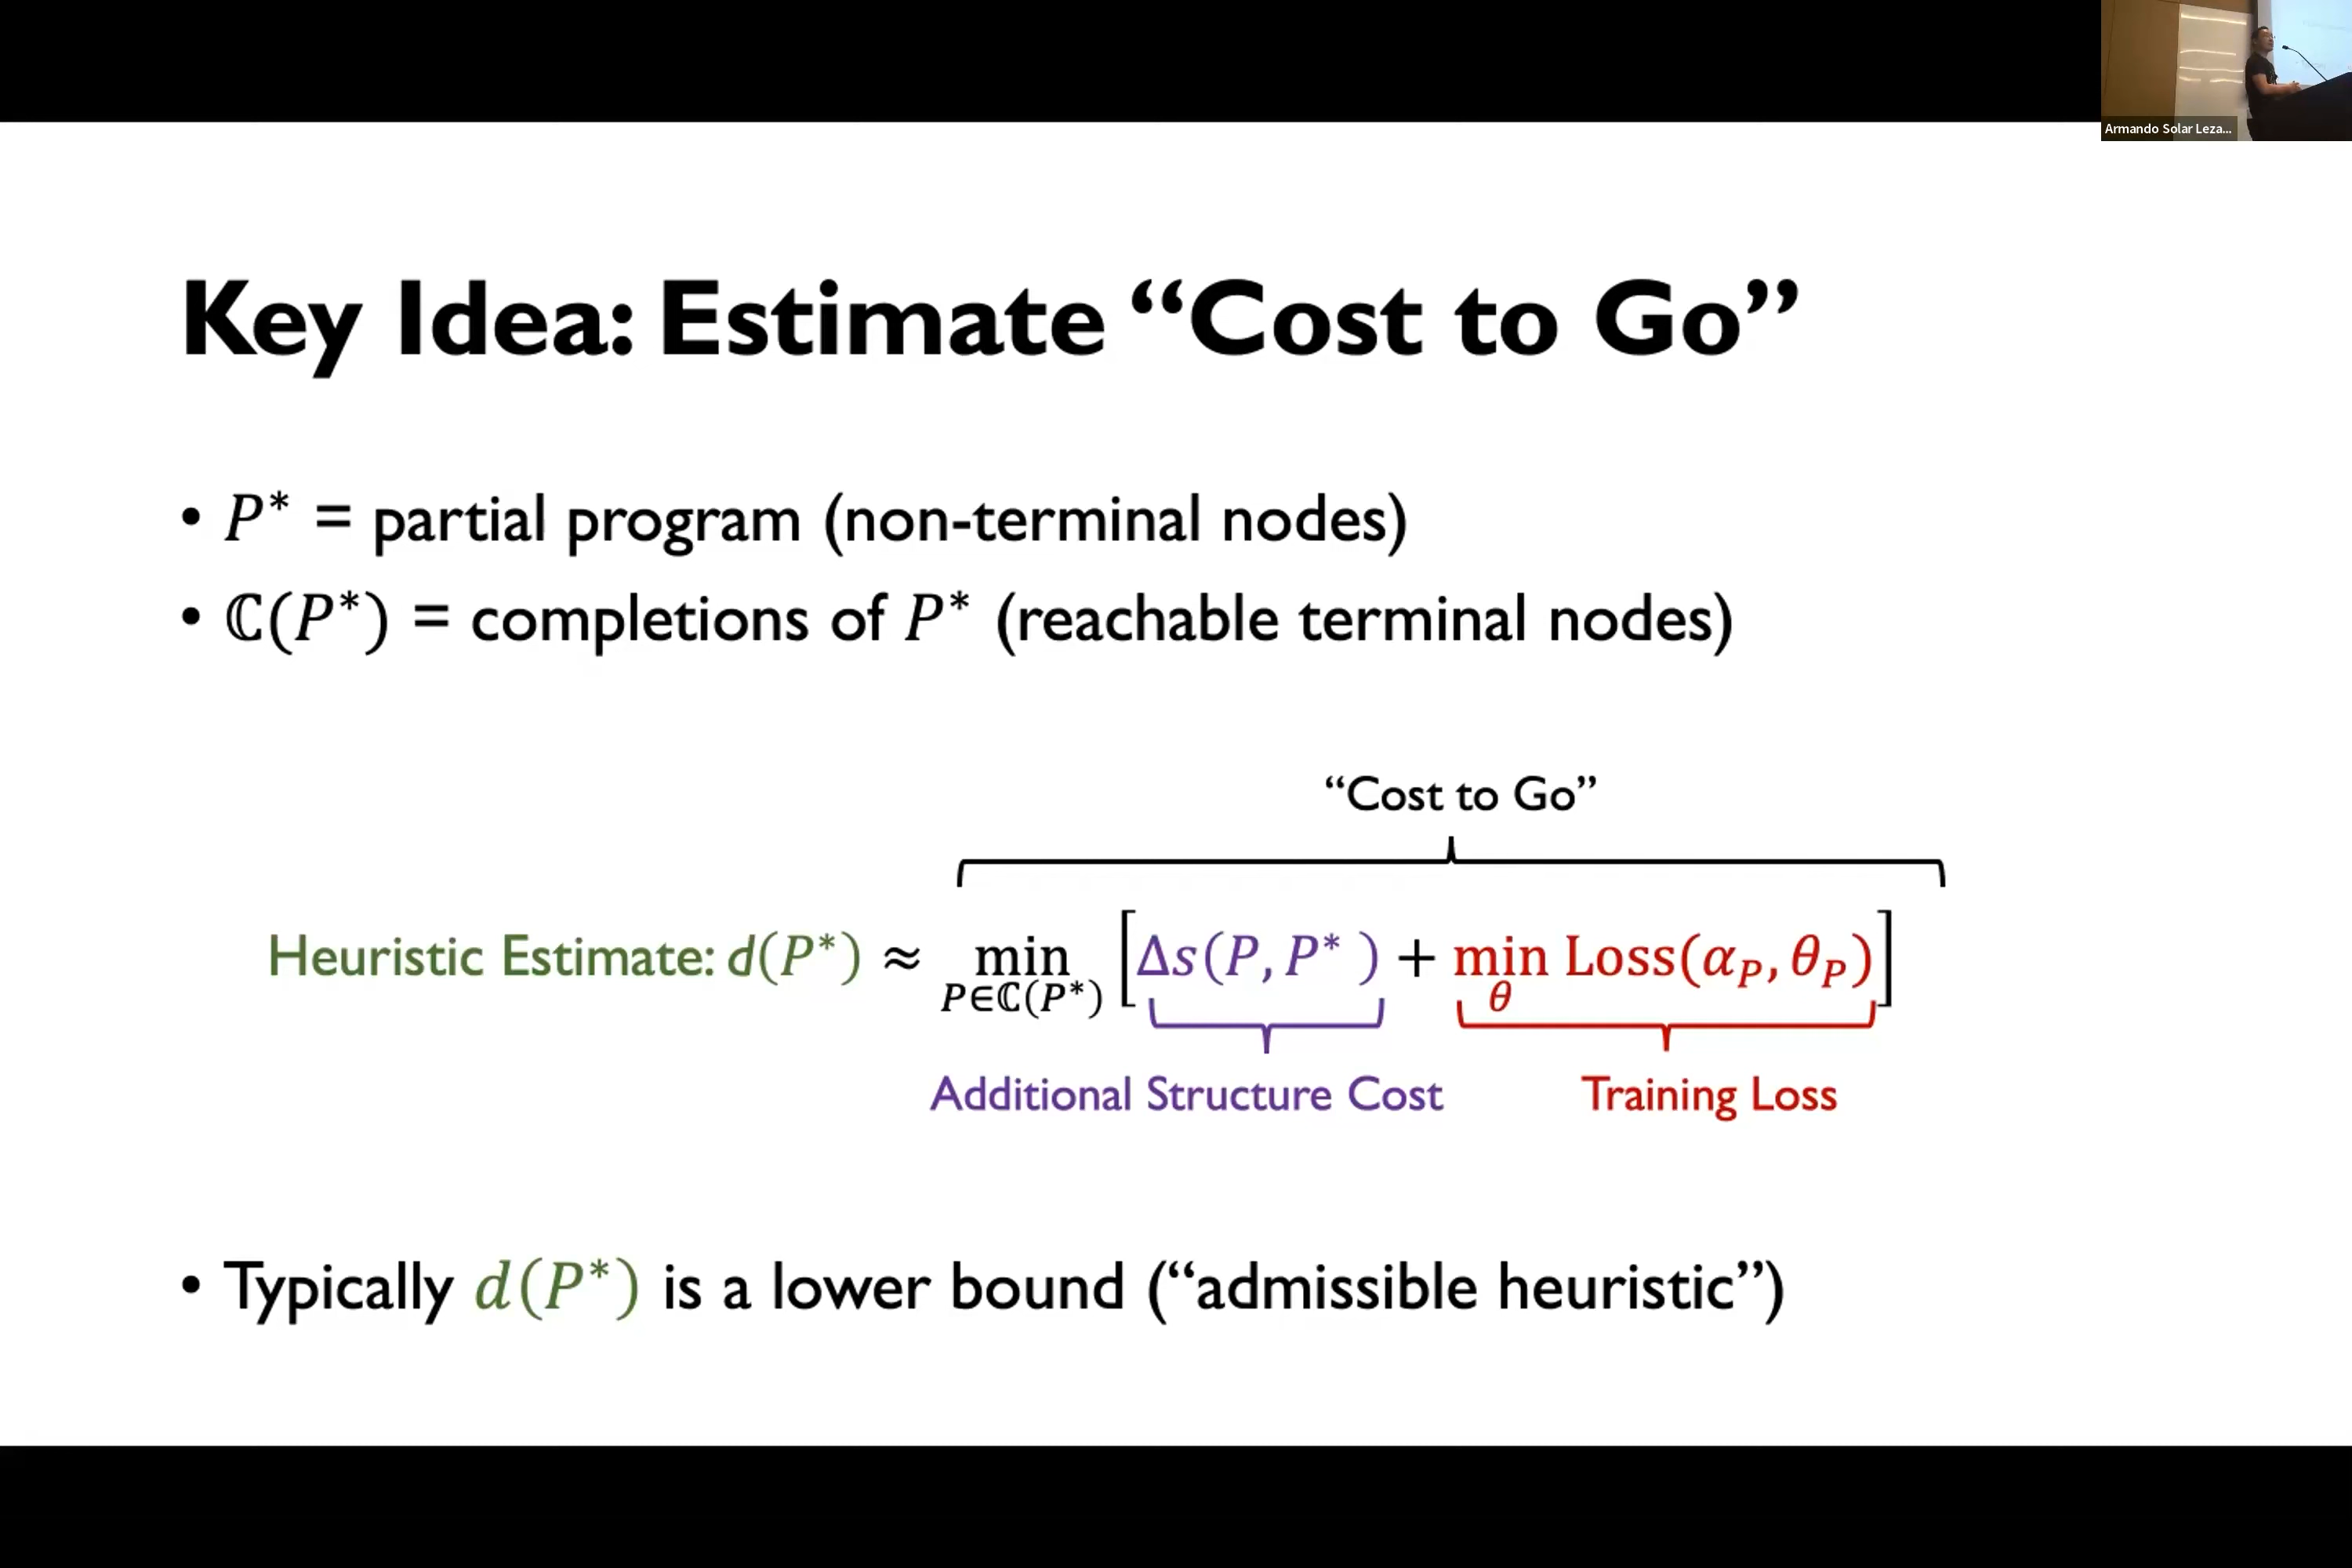 Armando Solar Leza...
Key Idea: Estimate “Cost to Go”
• P* = partial program (non-terminal nodes)
• ℂ(P*) = completions of P* (reachable terminal nodes)
“Cost to Go”
Heuristic Estimate: d(P*) ≈ min [Δs(P, P* ) + min Loss(α_P, θ_P)]
P∈ℂ(P*) θ
Additional Structure Cost Training Loss
• Typically d(P*) is a lower bound (“admissible heuristic”)